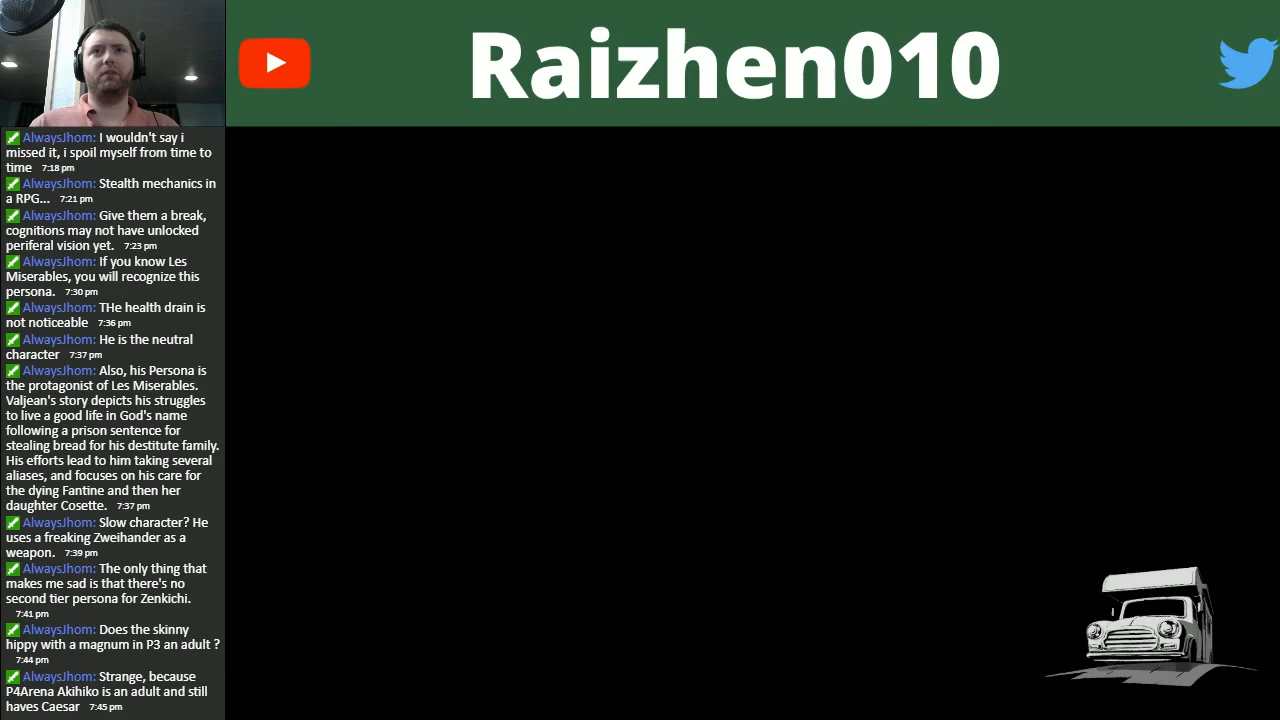 Raizhen010
AlwaysJhom: I wouldn't say i
missed it, i spoil myself from time to
time 7:18 pm
AlwaysJhom: Stealth mechanics in
a RPG... 7:21 pm
AlwaysJhom: Give them a break,
cognitions may not have unlocked
periferal vision yet. 7:23 pm
AlwaysJhom: If you know Les
Miserables, you will recognize this
persona. 7:30 pm
AlwaysJhom: THe health drain is
not noticeable 7:36 pm
AlwaysJhom: He is the neutral
character 7:37 pm
AlwaysJhom: Also, his Persona is
the protagonist of Les Miserables.
Valjean's story depicts his struggles
to live a good life in God's name
following a prison sentence for
stealing bread for his destitute family.
His efforts lead to him taking several
aliases, and focuses on his care for
the dying Fantine and then her
daughter Cosette. 7:37 pm
AlwaysJhom: Slow character? He
uses a freaking Zweihander as a
weapon. 7:39 pm
AlwaysJhom: The only thing that
makes me sad is that there's no
second tier persona for Zenkichi.
7:41 pm
AlwaysJhom: Does the skinny
hippy with a magnum in P3 an adult ?
7:44 pm
AlwaysJhom: Strange, because
P4Arena Akihiko is an adult and still
haves Caesar 7:45 pm